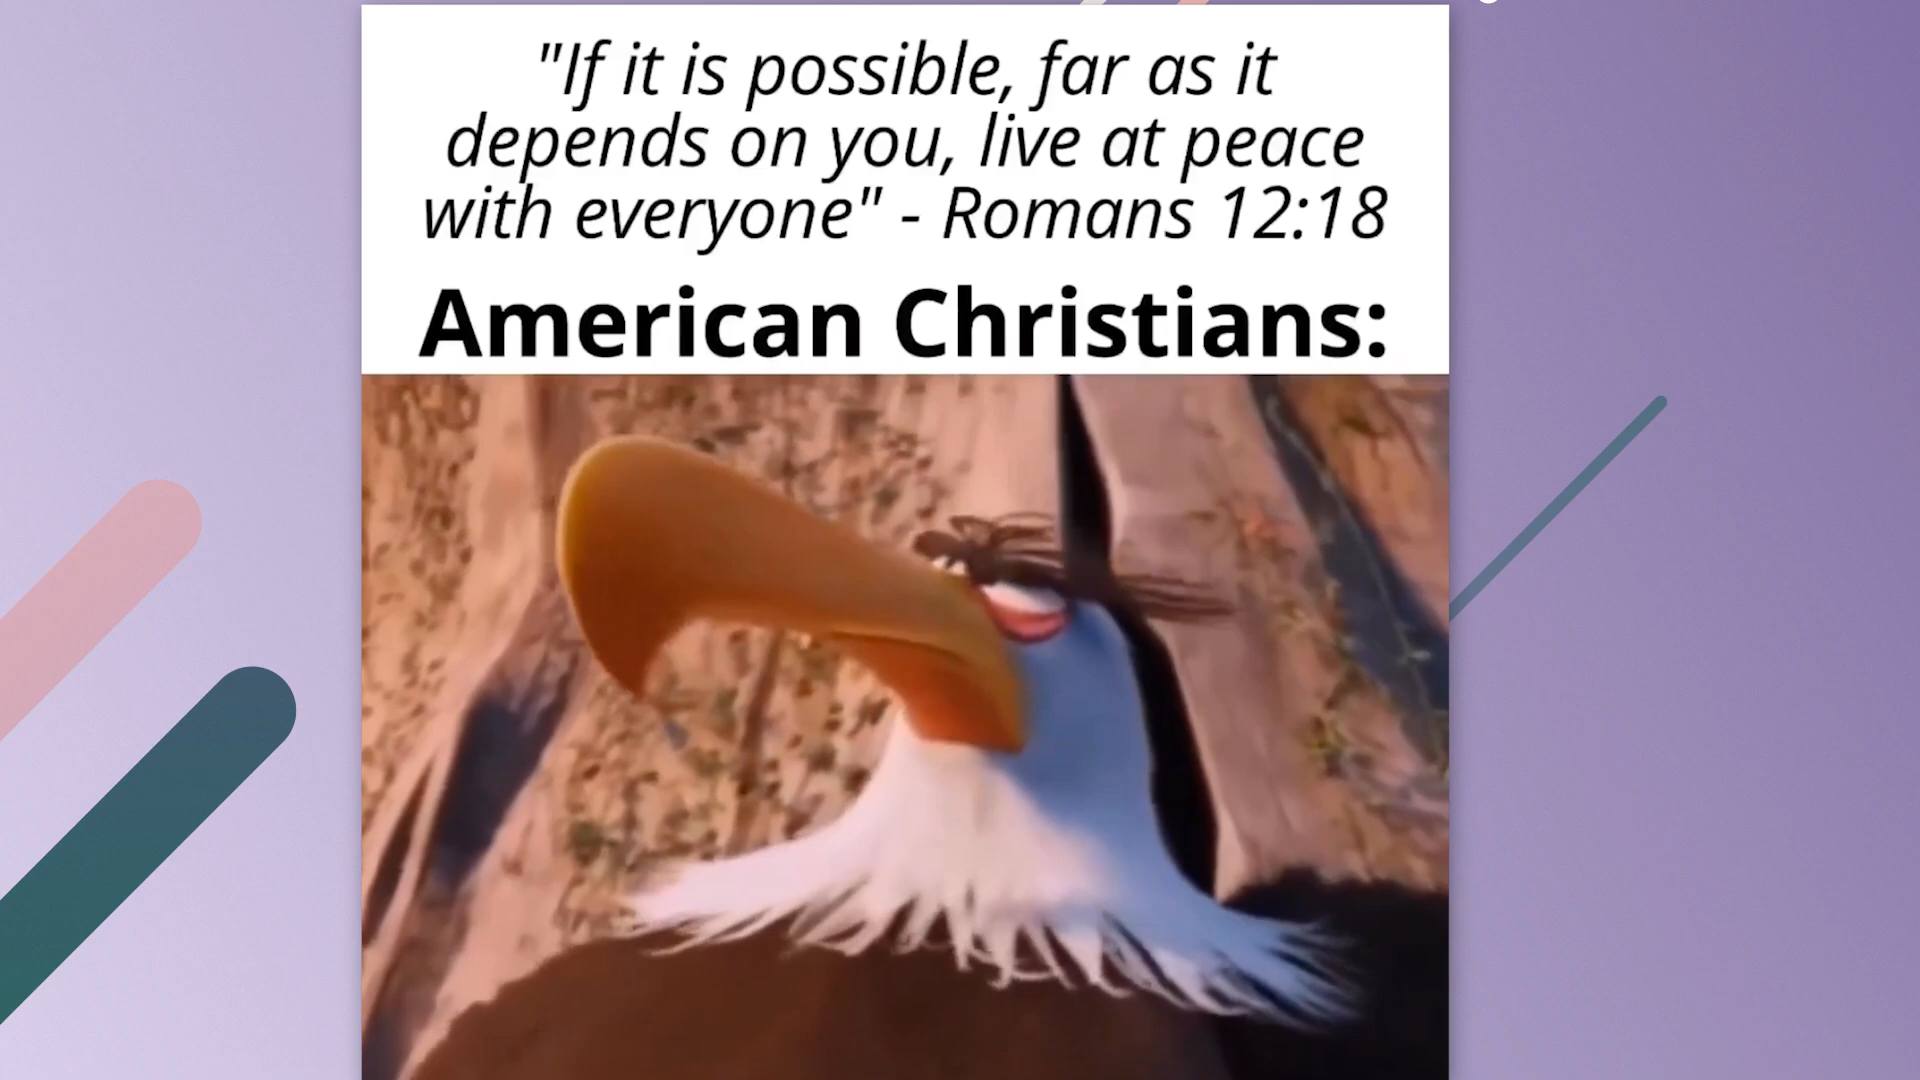 "If it is possible, far as it
depends on you, live at peace
with everyone" - Romans 12:18
American Christians: